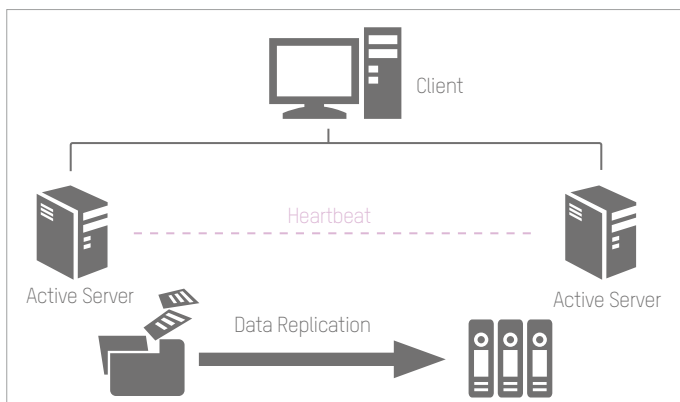 Client
Heartbeat
Active Server
Active Server
Data Replication